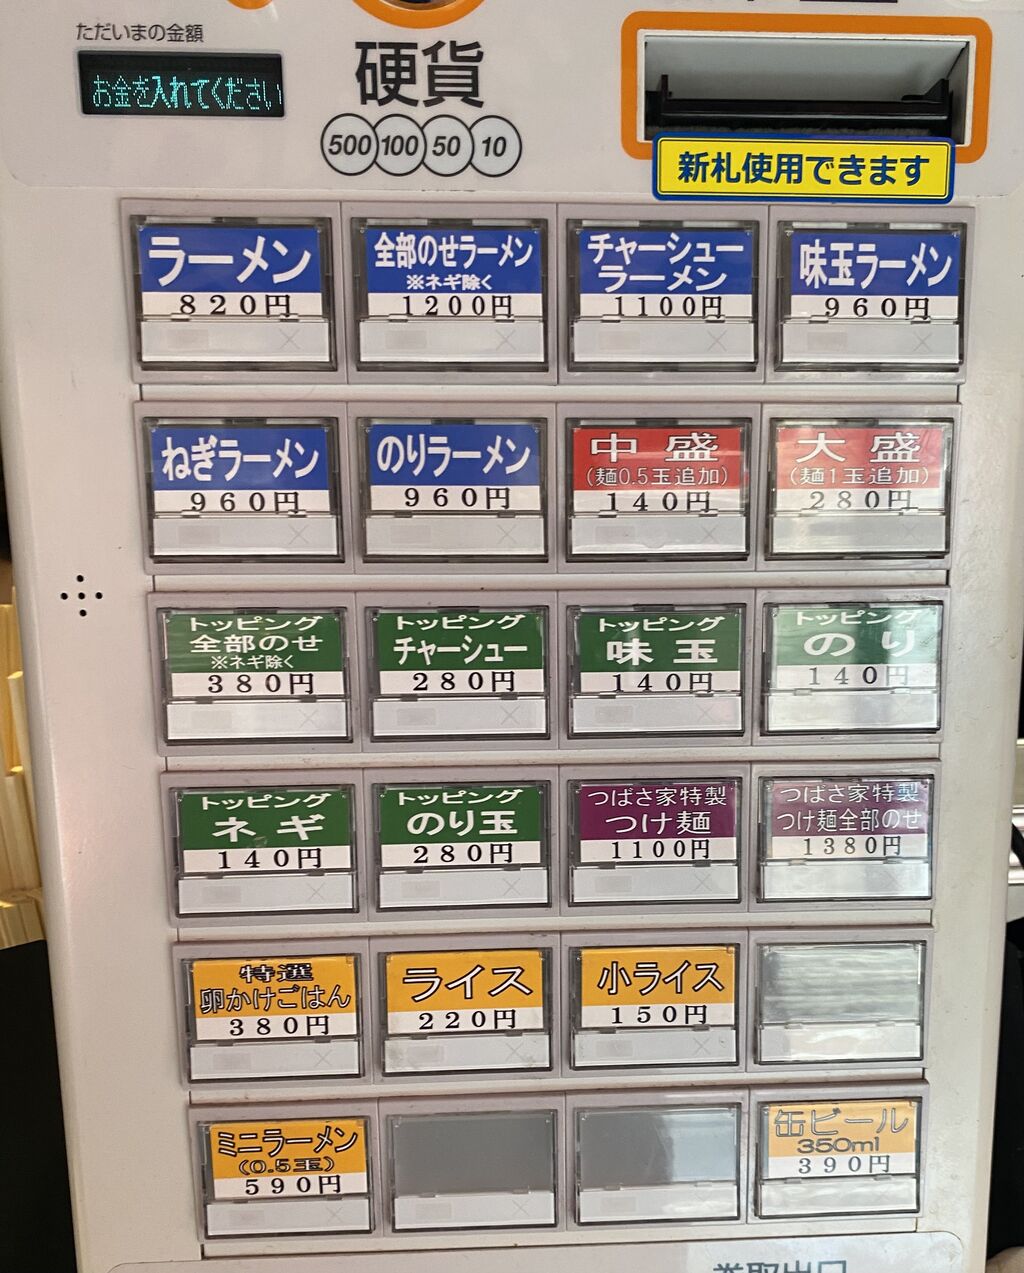 ただいまの金額
お金を入れてください
硬貨
500 100 50 10
新札使用できます
ラーメン
820円
全部のせラーメン
※ネギ除く
1200円
チャーシュー
ラーメン
1100円
味玉ラーメン
960円
ねぎラーメン
960円
のりラーメン
960円
中盛
(麺0.5玉追加)
140円
大盛
(麺1玉追加)
280円
トッピング
全部のせ
※ネギ除く
380円
トッピング
チャーシュー
280円
トッピング
味玉
140円
トッピング
のり
140円
トッピング
ネギ
140円
トッピング
のり玉
280円
つばさ家特製
つけ麺
1100円
つばさ家特製
つけ麺全部のせ
1380円
特選
卵かけごはん
380円
ライス
220円
小ライス
150円
ミニラーメン
(0.5玉)
590円
缶ビール
350ml
390円